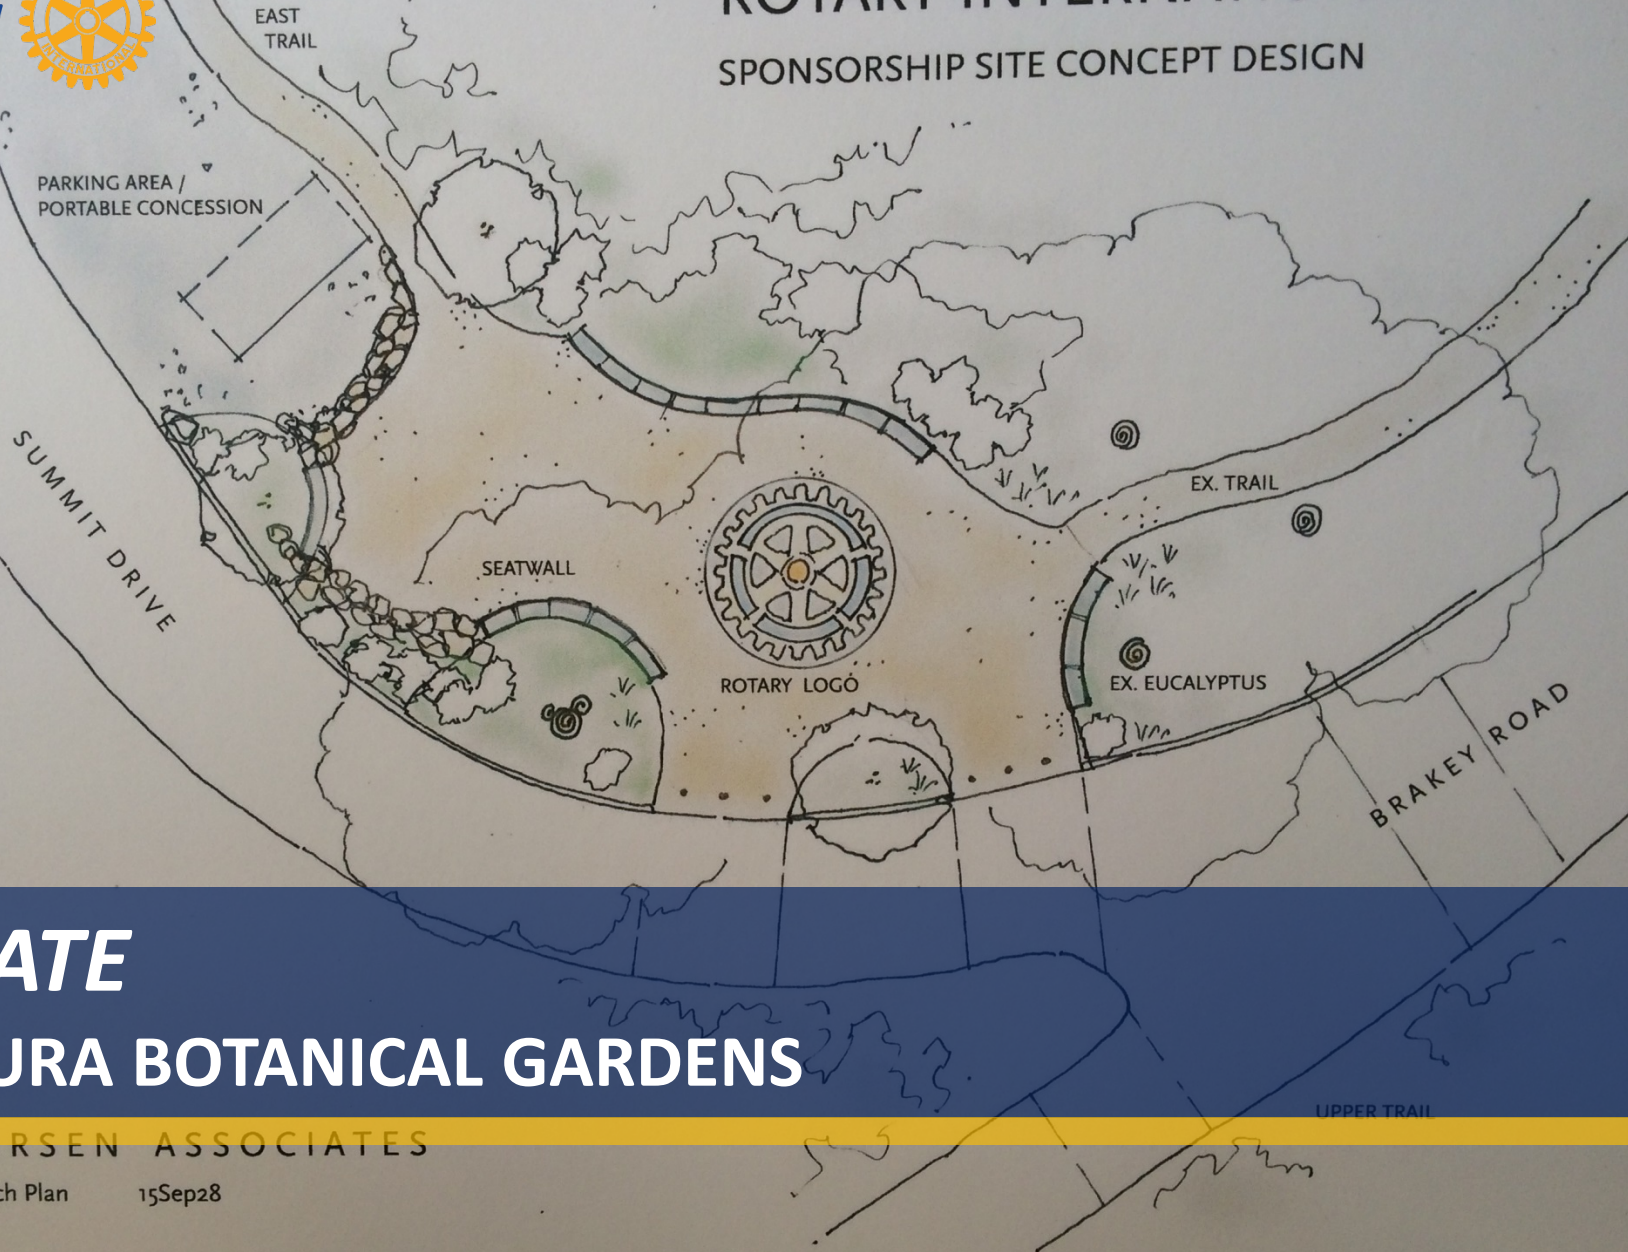 INTERNATIONAL
EAST
TRAIL
SPONSORSHIP SITE CONCEPT DESIGN
PARKING AREA /
PORTABLE CONCESSION
SUMMIT DRIVE
EX. TRAIL
SEATWALL
ROTARY LOGO
EX. EUCALYPTUS
BRAKEY ROAD
ATE
URA BOTANICAL GARDENS
UPPER TRAIL
RSEN ASSOCIATES
ch Plan 15Sep28